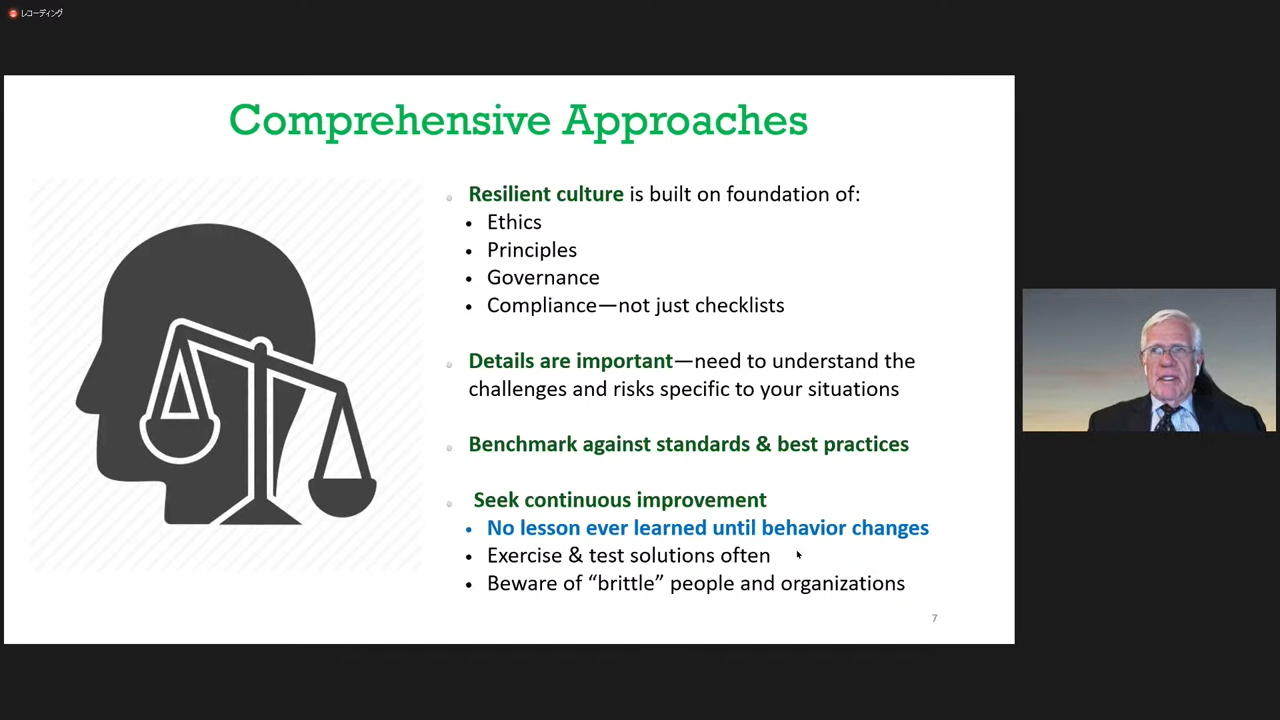 レコーディング
Comprehensive Approaches
Resilient culture is built on foundation of:
• Ethics
• Principles
• Governance
• Compliance—not just checklists
Details are important—need to understand the
challenges and risks specific to your situations
Benchmark against standards & best practices
Seek continuous improvement
• No lesson ever learned until behavior changes
• Exercise & test solutions often
• Beware of “brittle” people and organizations
7